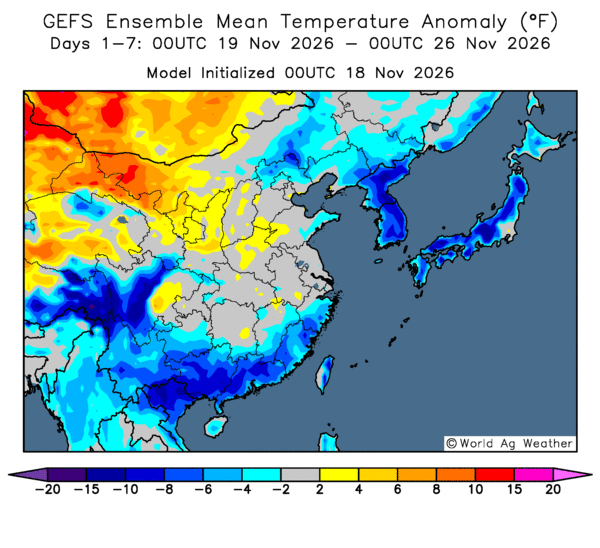 GEFS Ensemble Mean Temperature Anomaly (°F)
Days 1-7: 00UTC 19 Nov 2026 - 00UTC 26 Nov 2026
Model Initialized 00UTC 18 Nov 2026
© World Ag Weather
-20 -15 -10 -8 -6 -4 -2 2 4 6 8 10 15 20